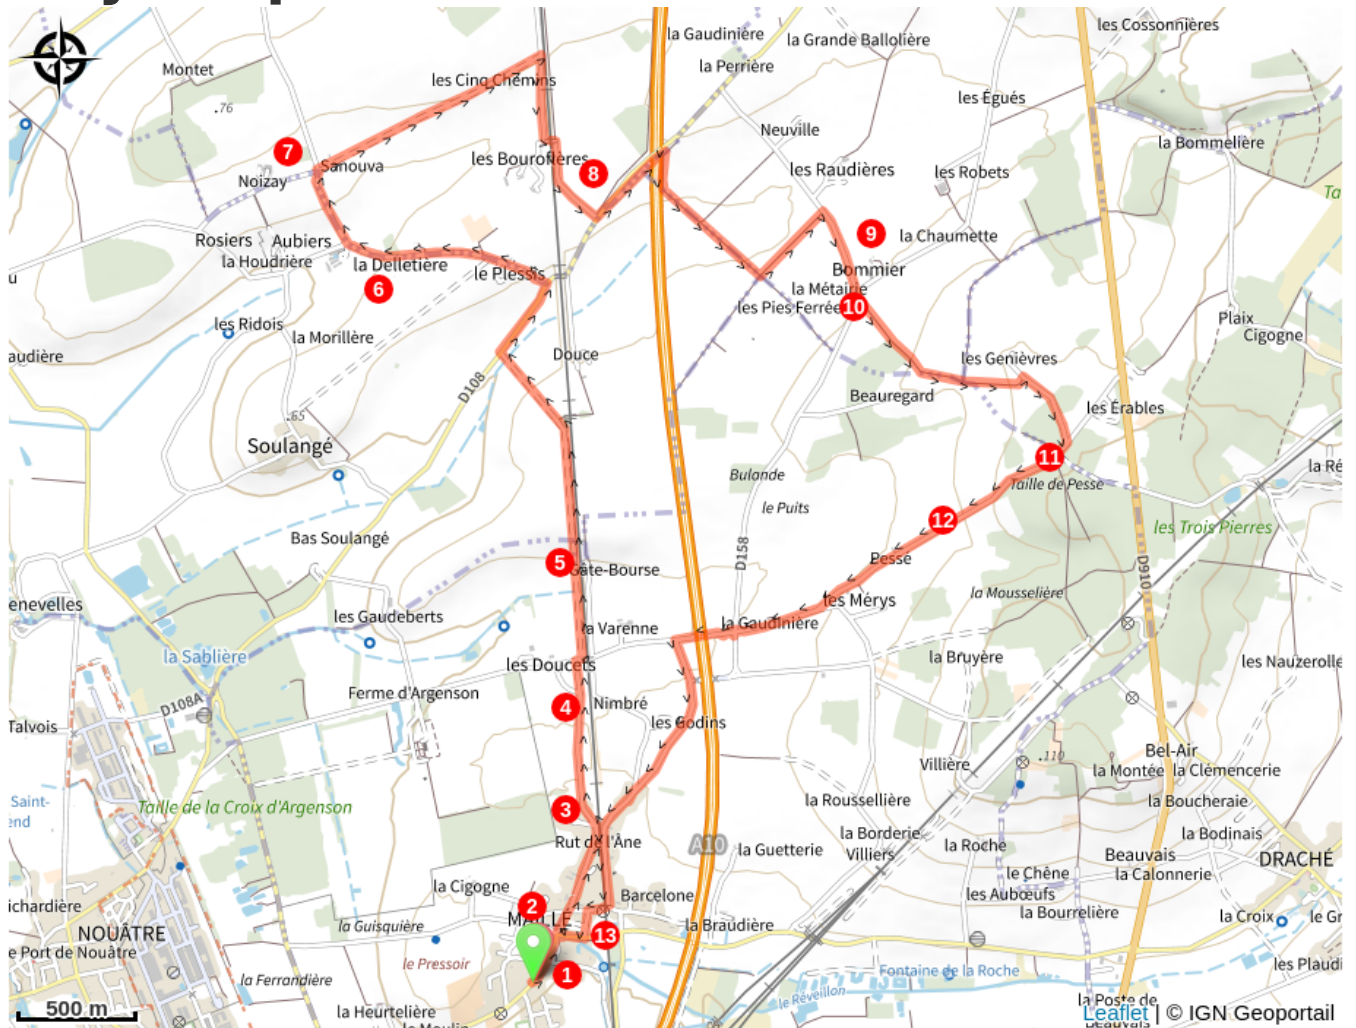 les Cossonnières
la Gaudinière
la Grande Ballolière
la Perrière
Montet
les Cinq Chemins
les Égués
.76
Neuville
la Bommelière
7
les Bourofières
8
les Raudières
Sanouva
Noizay
les Robets
Ta
Rosiers
Aubiers
9
la Chaumette
la Houdrière
la Delletière
le Plessis
Bommier
6
la Métairie
les Pies Ferrée
10
les Ridois
la Morillère
Plaix
Cigogne
audière
Douce
les Genièvres
D108
Beauregard
les Érables
.65
Soulangé
11
la Ré
Bulande
Taille de Pesse
le Puits
12
les Trois Pierres
Bas Soulangé
D158
5
Gâte-Bourse
Pessé
D910
enevelles
les Mérys
la Mousselière
les Gaudeberts
la Varenne
la Gaudinière
la Sablière
les Doucets
la Bruyère
les Nauzerolle
Ferme d'Argenson
D108A
4
Nimbré
Talvois
les Godins
Bel-Air
.110
Villière
la Montée
la Clémencerie
Saint-
end
Taille de la Croix d'Argenson
3
la Roussellière
la Boucheraie
Rut de l'Âne
A10
la Borderie
la Bodinais
la Guetterie
Villiers
la Roche
Beauvais
DRACHÉ
la Cigogne
le Chêne
la Calonnerie
Barcelone
les Aubœufs
ichardière
2
MAILLÉ
la Bourrelière
la Croix
le Gr
la Guisquière
la Braudière
NOUÂTRE
13
e Port de Nouâtre
le Pressoir
1
Fontaine de la Roche
les Plaudi
la Ferrandière
le Réveillon
500 m
la Heurtelière
la Poste de
Beauvais
le Moulin
Leaflet | © IGN Geoportail